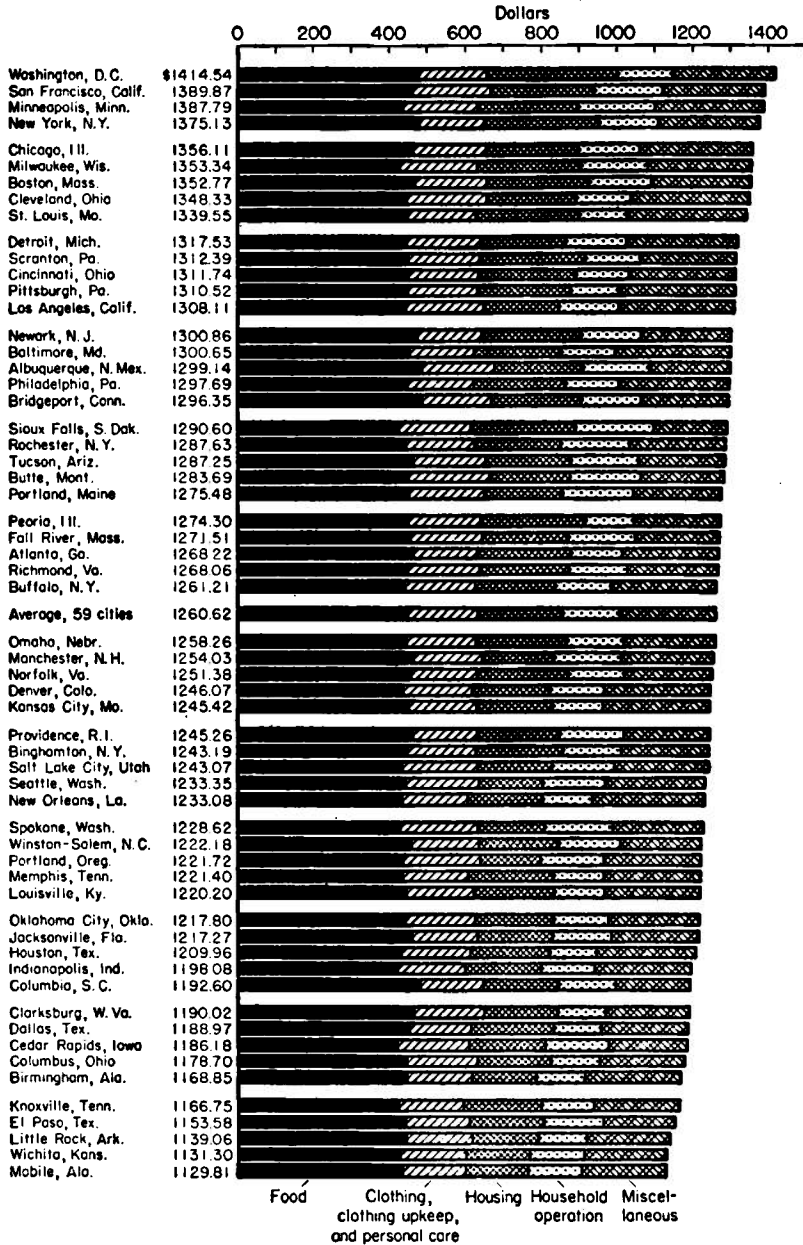 Dollars
0 200 400 600 800 1000 1200 1400
Washington, D.C. $1414.54
San Francisco, Calif. 1389.87
Minneapolis, Minn. 1387.79
New York, N.Y. 1375.13
Chicago, Ill. 1356.11
Milwaukee, Wis. 1353.34
Boston, Mass. 1352.77
Cleveland, Ohio 1348.33
St. Louis, Mo. 1339.55
Detroit, Mich. 1317.53
Scranton, Pa. 1312.39
Cincinnati, Ohio 1311.74
Pittsburgh, Pa. 1310.52
Los Angeles, Calif. 1308.11
Newark, N.J. 1300.86
Baltimore, Md. 1300.65
Albuquerque, N.Mex. 1299.14
Philadelphia, Pa. 1297.69
Bridgeport, Conn. 1296.35
Sioux Falls, S.Dak. 1290.60
Rochester, N.Y. 1287.63
Tucson, Ariz. 1287.25
Butte, Mont. 1283.69
Portland, Maine 1275.48
Peoria, Ill. 1274.30
Fall River, Mass. 1271.51
Atlanta, Ga. 1268.22
Richmond, Va. 1268.06
Buffalo, N.Y. 1261.21
Average, 59 cities 1260.62
Omaha, Nebr. 1258.26
Manchester, N.H. 1254.03
Norfolk, Va. 1251.38
Denver, Colo. 1246.07
Kansas City, Mo. 1245.42
Providence, R.I. 1245.26
Binghamton, N.Y. 1243.19
Salt Lake City, Utah 1243.07
Seattle, Wash. 1233.35
New Orleans, La. 1233.08
Spokane, Wash. 1228.62
Winston-Salem, N.C. 1222.18
Portland, Oreg. 1221.72
Memphis, Tenn. 1221.40
Louisville, Ky. 1220.20
Oklahoma City, Okla. 1217.80
Jacksonville, Fla. 1217.27
Houston, Tex. 1209.96
Indianapolis, Ind. 1198.08
Columbia, S.C. 1192.60
Clarksburg, W.Va. 1190.02
Dallas, Tex. 1188.97
Cedar Rapids, Iowa 1186.18
Columbus, Ohio 1178.70
Birmingham, Ala. 1168.85
Knoxville, Tenn. 1166.75
El Paso, Tex. 1153.58
Little Rock, Ark. 1139.06
Wichita, Kans. 1131.30
Mobile, Ala. 1129.81
Food Clothing, Housing Household Miscel-
clothing upkeep, operation laneous
and personal care